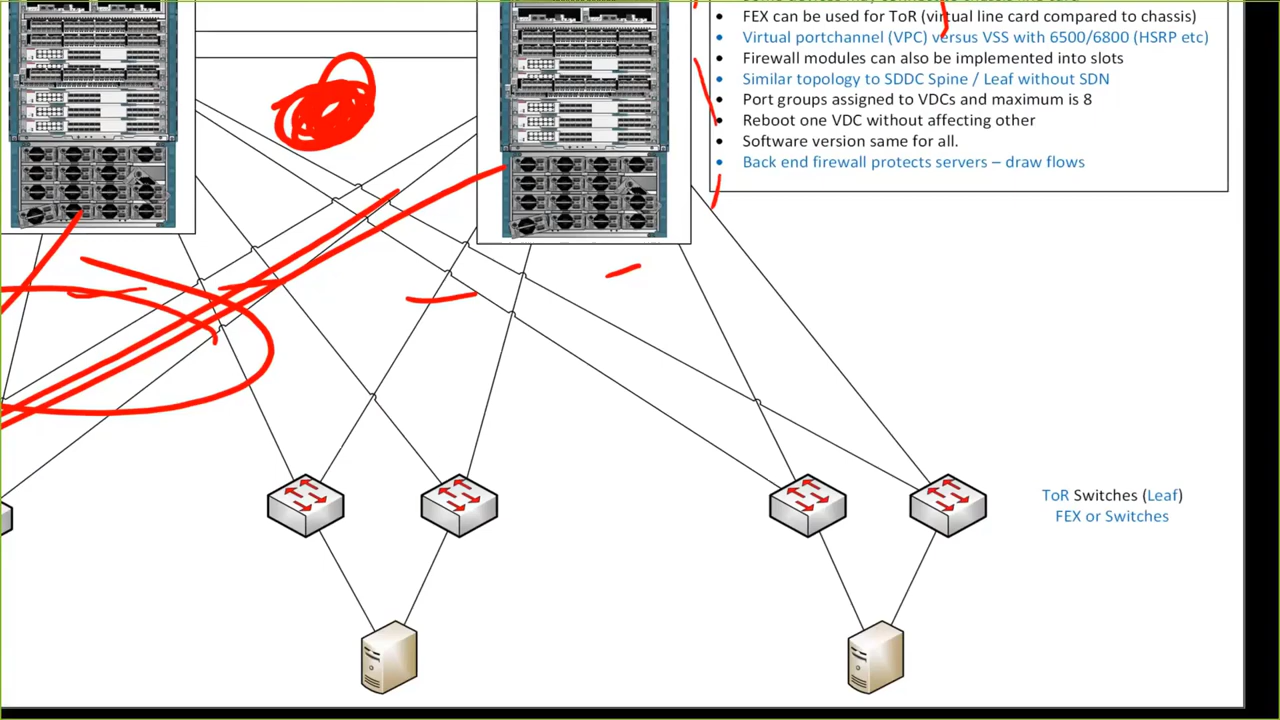 FEX can be used for ToR (virtual line card compared to chassis)
Virtual portchannel (VPC) versus VSS with 6500/6800 (HSRP etc)
Firewall modules can also be implemented into slots
Similar topology to SDDC Spine / Leaf without SDN
Port groups assigned to VDCs and maximum is 8
Reboot one VDC without affecting other
Software version same for all.
Back end firewall protects servers – draw flows
ToR Switches (Leaf)
FEX or Switches